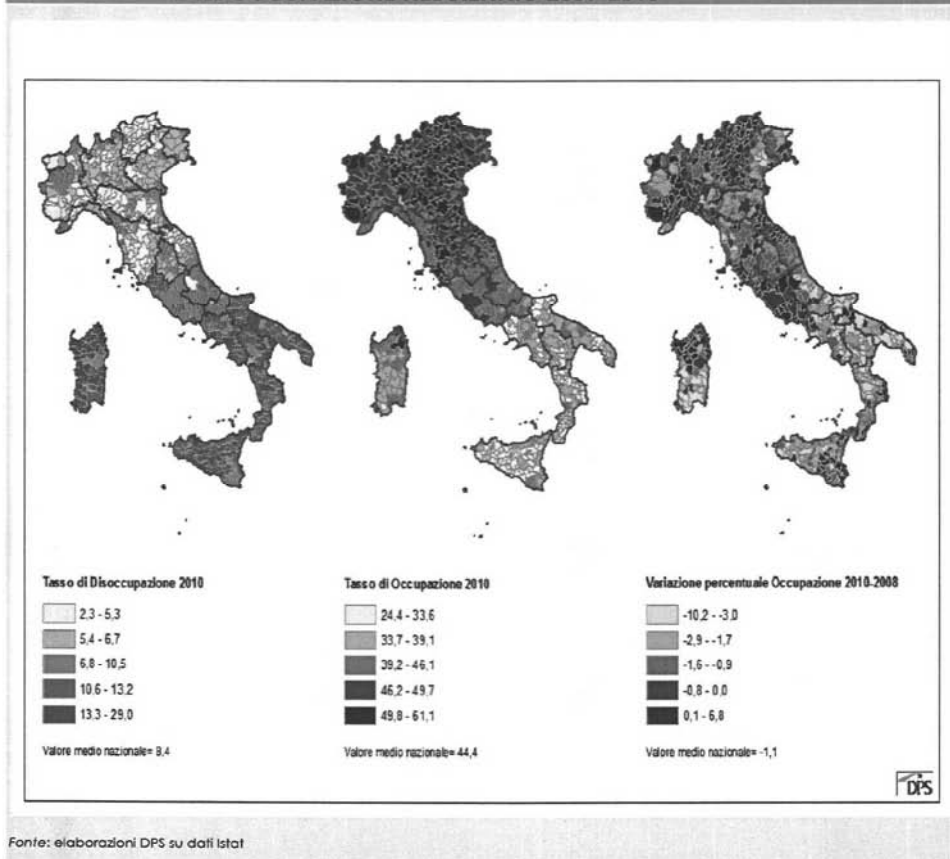 Tasso di Disoccupazione 2010
2,3 - 5,3
5,4 - 6,7
6,8 - 10,5
10,6 - 13,2
13,3 - 29,0
Valore medio nazionale= 8,4
Tasso di Occupazione 2010
24,4 - 33,6
33,7 - 39,1
39,2 - 46,1
46,2 - 49,7
49,8 - 61,1
Valore medio nazionale= 44,4
Variazione percentuale Occupazione 2010-2008
-10,2 - -3,0
-2,9 - -1,7
-1,6 - -0,9
-0,8 - 0,0
0,1 - 6,8
Valore medio nazionale= -1,1
DPS
Fonte: elaborazioni DPS su dati Istat